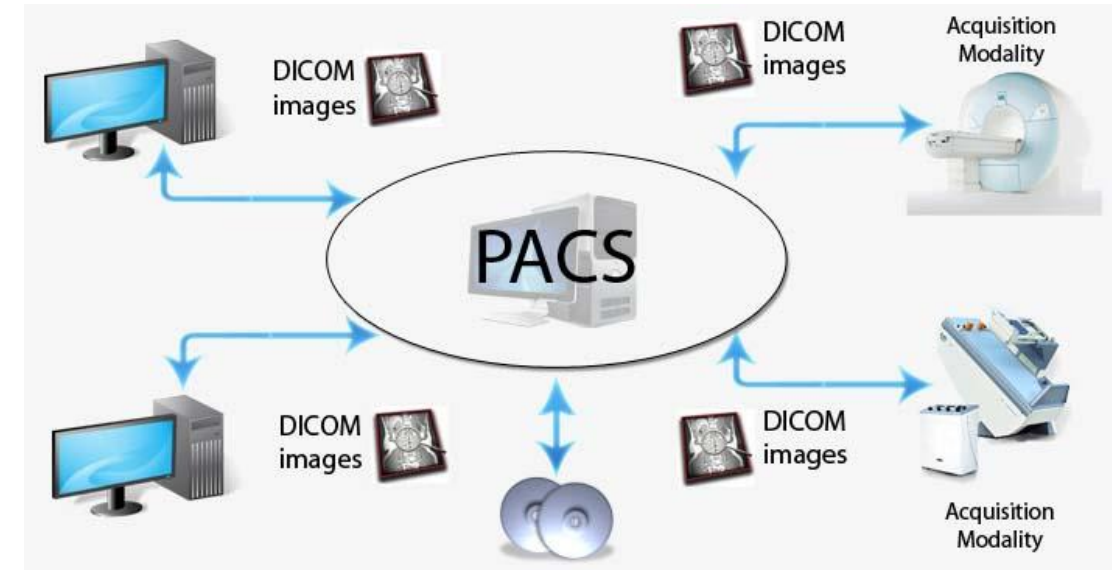 DICOM
images
DICOM
images
Acquisition
Modality
PACS
DICOM
images
DICOM
images
Acquisition
Modality